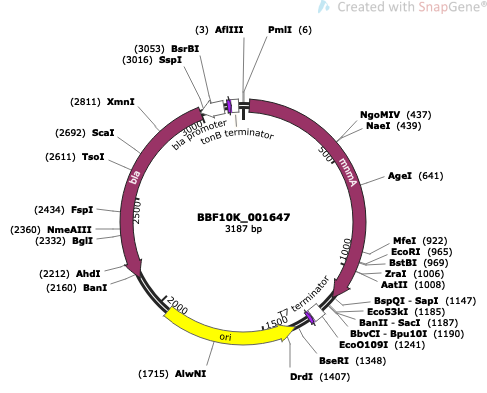 Created with SnapGene®
(3) AflIII
PmlI (6)
(3053) BsrBI
(3016) SspI
(2811) XmnI
(2692) ScaI
(2611) TsoI
(2434) FspI
(2360) NmeAIII
(2332) BglI
(2212) AhdI
(2160) BanI
(1715) AlwNI
NgoMIV (437)
NaeI (439)
AgeI (641)
MfeI (922)
EcoRI (965)
BstBI (969)
ZraI (1006)
AatII (1008)
BspQI - SapI (1147)
Eco53kI (1185)
BanII - SacI (1187)
BbvCI - Bpu10I (1190)
EcoO109I (1241)
BseRI (1348)
DrdI (1407)
bla promoter
tonB terminator
mnmA
T7 terminator
ori
bla
500
1000
1500
2000
2500
3000
BBF10K_001647
3187 bp